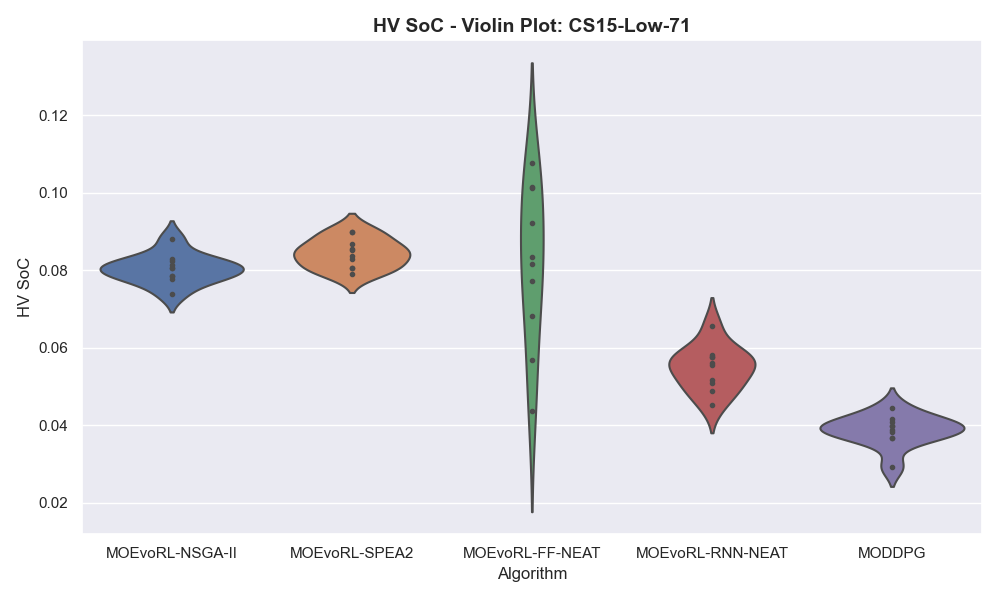 HV SoC - Violin Plot: CS15-Low-71
HV SoC
0.12
0.10
0.08
0.06
0.04
0.02
MOEvoRL-NSGA-II MOEvoRL-SPEA2 MOEvoRL-FF-NEAT MOEvoRL-RNN-NEAT MODDPG
Algorithm